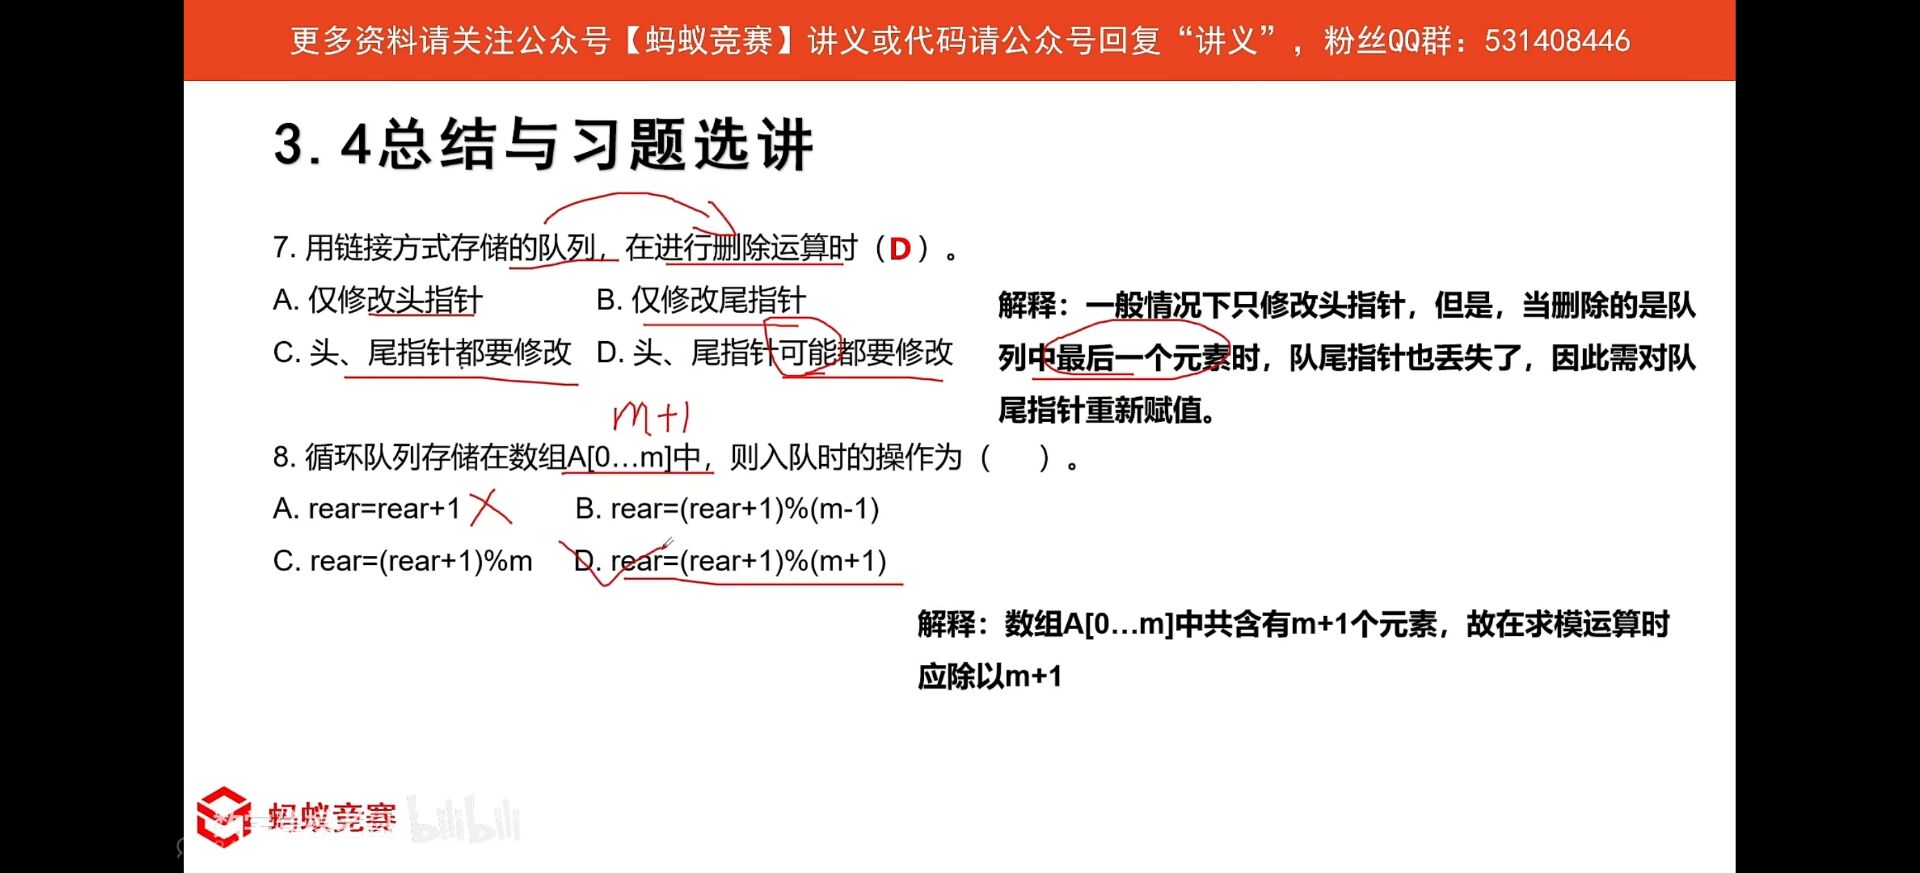 更多资料请关注公众号【蚂蚁竞赛】讲义或代码请公众号回复“讲义”，粉丝QQ群：531408446
3.4总结与习题选讲
7. 用链接方式存储的队列，在进行删除运算时（D）。
A. 仅修改头指针 B. 仅修改尾指针
C. 头、尾指针都要修改 D. 头、尾指针可能都要修改
解释：一般情况下只修改头指针，但是，当删除的是队
列中最后一个元素时，队尾指针也丢失了，因此需对队
尾指针重新赋值。
m+1
8. 循环队列存储在数组A[0…m]中，则入队时的操作为（ ）。
A. rear=rear+1 B. rear=(rear+1)%(m-1)
C. rear=(rear+1)%m D. rear=(rear+1)%(m+1)
解释：数组A[0…m]中共含有m+1个元素，故在求模运算时
应除以m+1
蚂蚁竞赛
bilibili